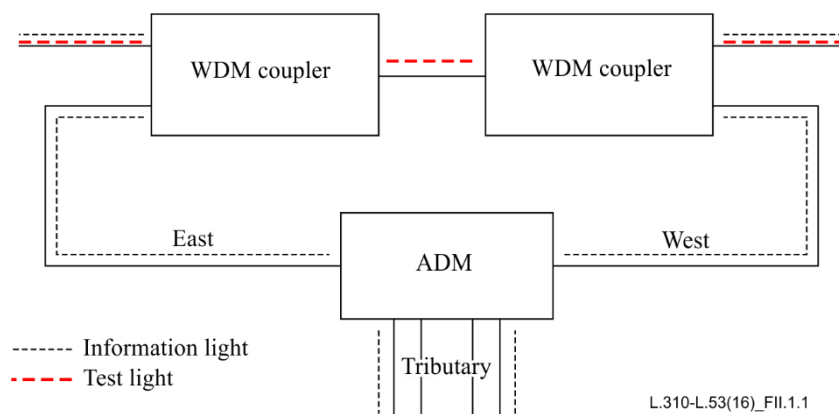 WDM coupler
WDM coupler
East
West
ADM
Information light
Test light
Tributary
L.310-L.53(16)_FII.1.1